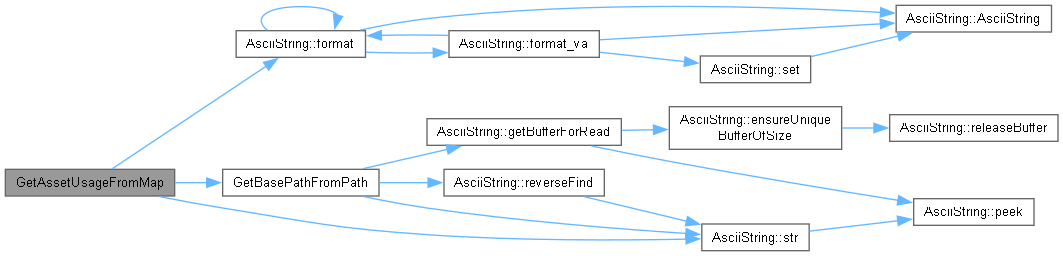 AsciiString::AsciiString
AsciiString::format
AsciiString::format_va
AsciiString::set
AsciiString::ensureUnique
BufferOfSize
AsciiString::releaseBuffer
AsciiString::getBufferForRead
GetAssetUsageFromMap
GetBasePathFromPath
AsciiString::reverseFind
AsciiString::peek
AsciiString::str